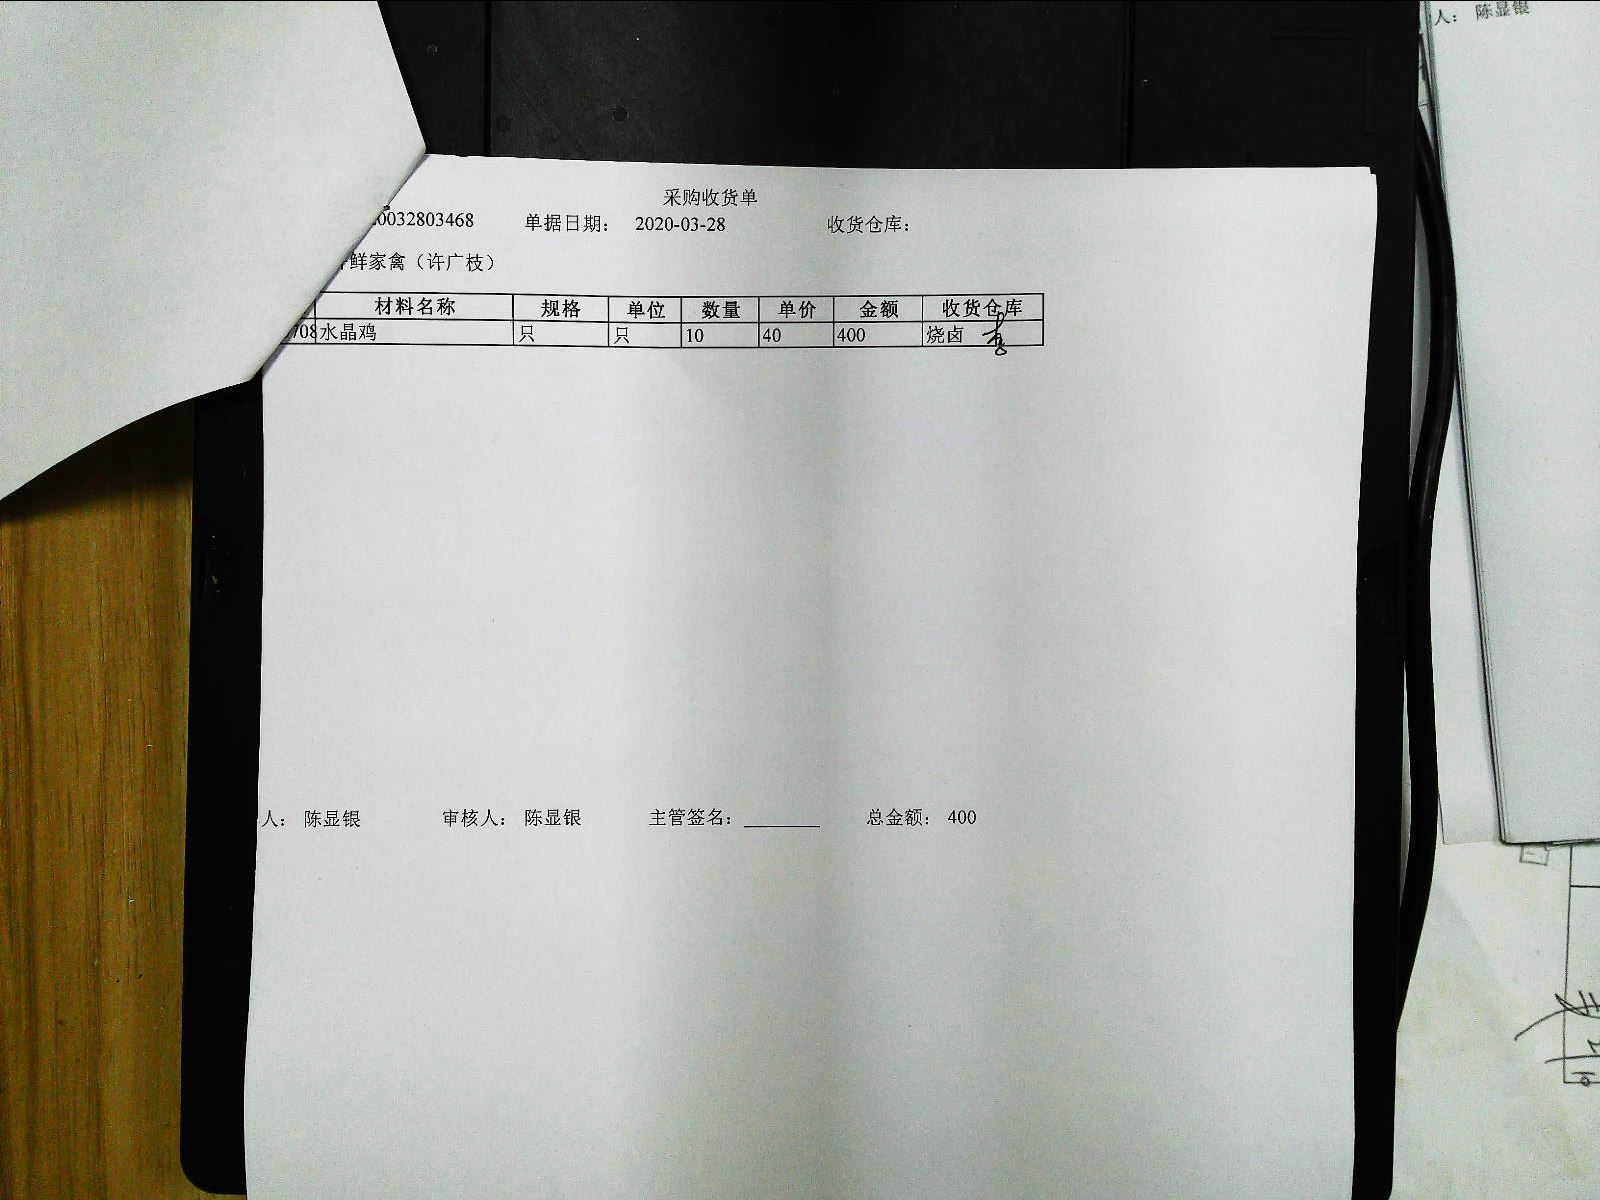 采购收货单
0032803468 单据日期： 2020-03-28 收货仓库：
鲜家禽（许广枝）
材料名称 规格 单位 数量 单价 金额 收货仓库
708 水晶鸡 只 只 10 40 400 烧卤
人： 陈显银 审核人： 陈显银 主管签名： 总金额： 400
人： 陈显银